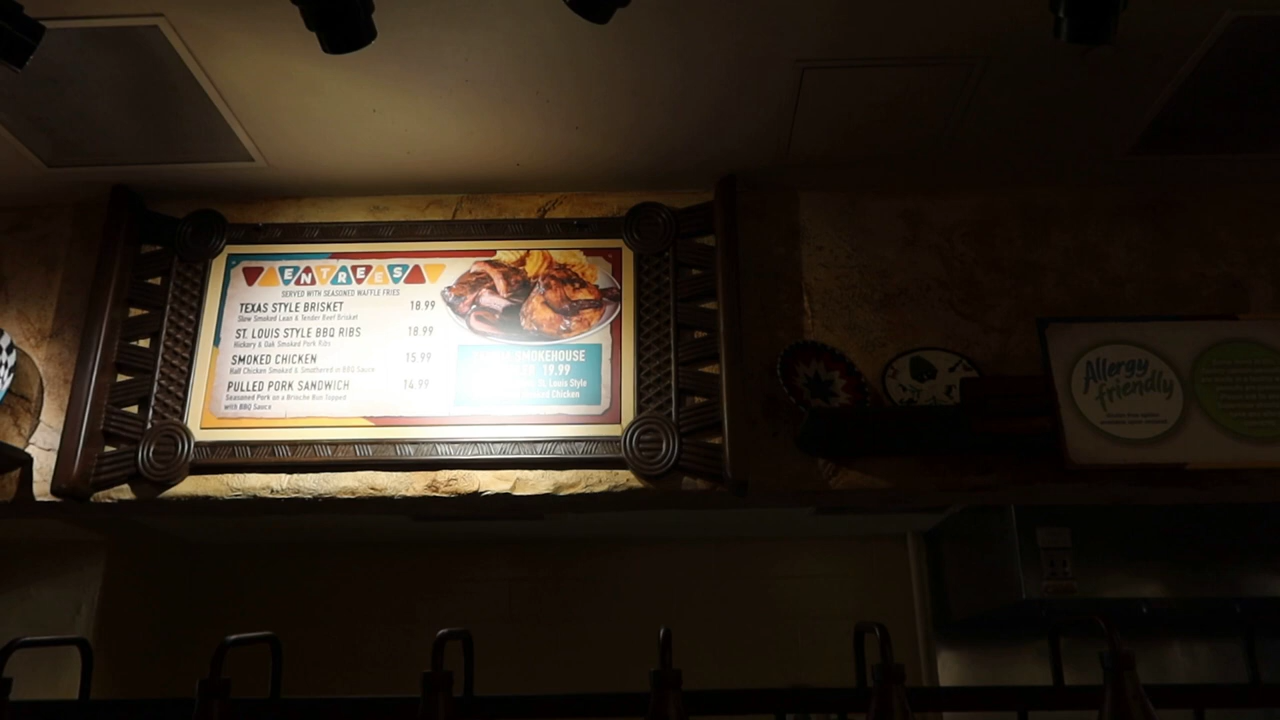 ENTREES
SERVED WITH SEASONED WAFFLE FRIES
TEXAS STYLE BRISKET 18.99
Slow Smoked Lean & Tender Beef Brisket
ST. LOUIS STYLE BBQ RIBS 18.99
Hickory & Oak Smoked Pork Ribs
SMOKED CHICKEN 15.99
Half Chicken Smoked & Smothered in BBQ Sauce
PULLED PORK SANDWICH 14.99
Seasoned Pork on a Brioche Bun Topped
with BBQ Sauce
SMOKEHOUSE
19.99
St. Louis Style
Chicken
Allergy
friendly